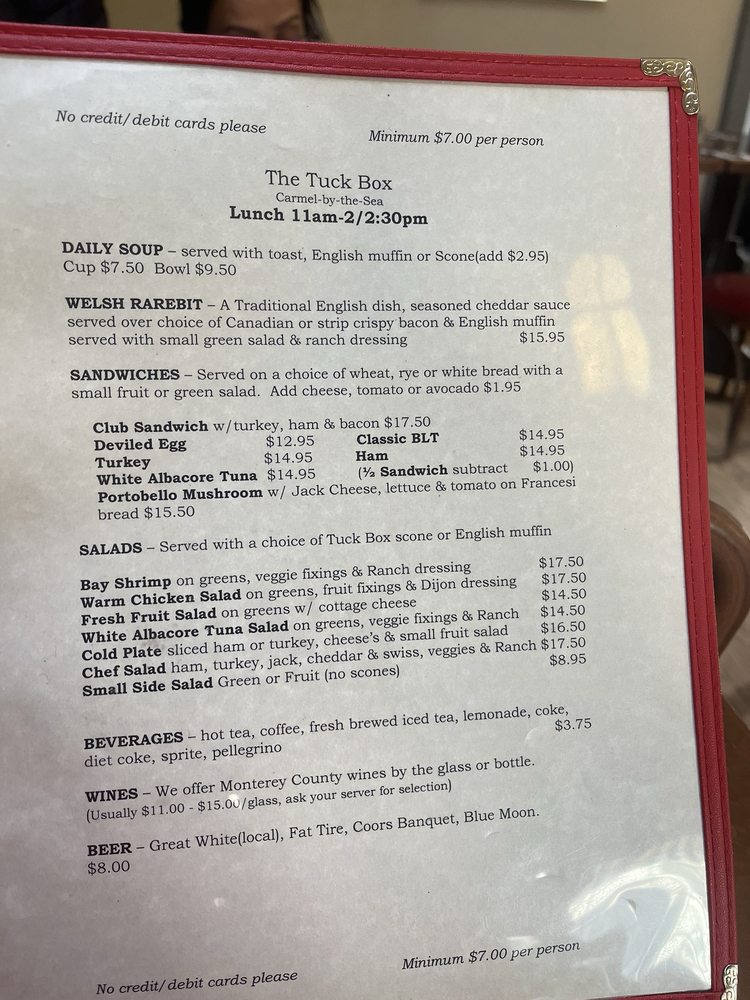 No credit/debit cards please
Minimum $7.00 per person
The Tuck Box
Carmel-by-the-Sea
Lunch 11am-2/2:30pm
DAILY SOUP – served with toast, English muffin or Scone(add $2.95)
Cup $7.50 Bowl $9.50
WELSH RAREBIT – A Traditional English dish, seasoned cheddar sauce
served over choice of Canadian or strip crispy bacon & English muffin
served with small green salad & ranch dressing $15.95
SANDWICHES – Served on a choice of wheat, rye or white bread with a
small fruit or green salad. Add cheese, tomato or avocado $1.95
Club Sandwich w/turkey, ham & bacon $17.50
Deviled Egg $12.95 Classic BLT $14.95
Turkey $14.95 Ham $14.95
White Albacore Tuna $14.95 (½ Sandwich subtract $1.00)
Portobello Mushroom w/ Jack Cheese, lettuce & tomato on Francesi
bread $15.50
SALADS – Served with a choice of Tuck Box scone or English muffin
Bay Shrimp on greens, veggie fixings & Ranch dressing $17.50
Warm Chicken Salad on greens, fruit fixings & Dijon dressing $17.50
Fresh Fruit Salad on greens w/ cottage cheese $14.50
White Albacore Tuna Salad on greens, veggie fixings & Ranch $14.50
Cold Plate sliced ham or turkey, cheese's & small fruit salad $16.50
Chef Salad ham, turkey, jack, cheddar & swiss, veggies & Ranch $17.50
Small Side Salad Green or Fruit (no scones) $8.95
BEVERAGES – hot tea, coffee, fresh brewed iced tea, lemonade, coke,
diet coke, sprite, pellegrino $3.75
WINES – We offer Monterey County wines by the glass or bottle.
(Usually $11.00 - $15.00/glass, ask your server for selection)
BEER – Great White(local), Fat Tire, Coors Banquet, Blue Moon.
$8.00
No credit/debit cards please
Minimum $7.00 per person